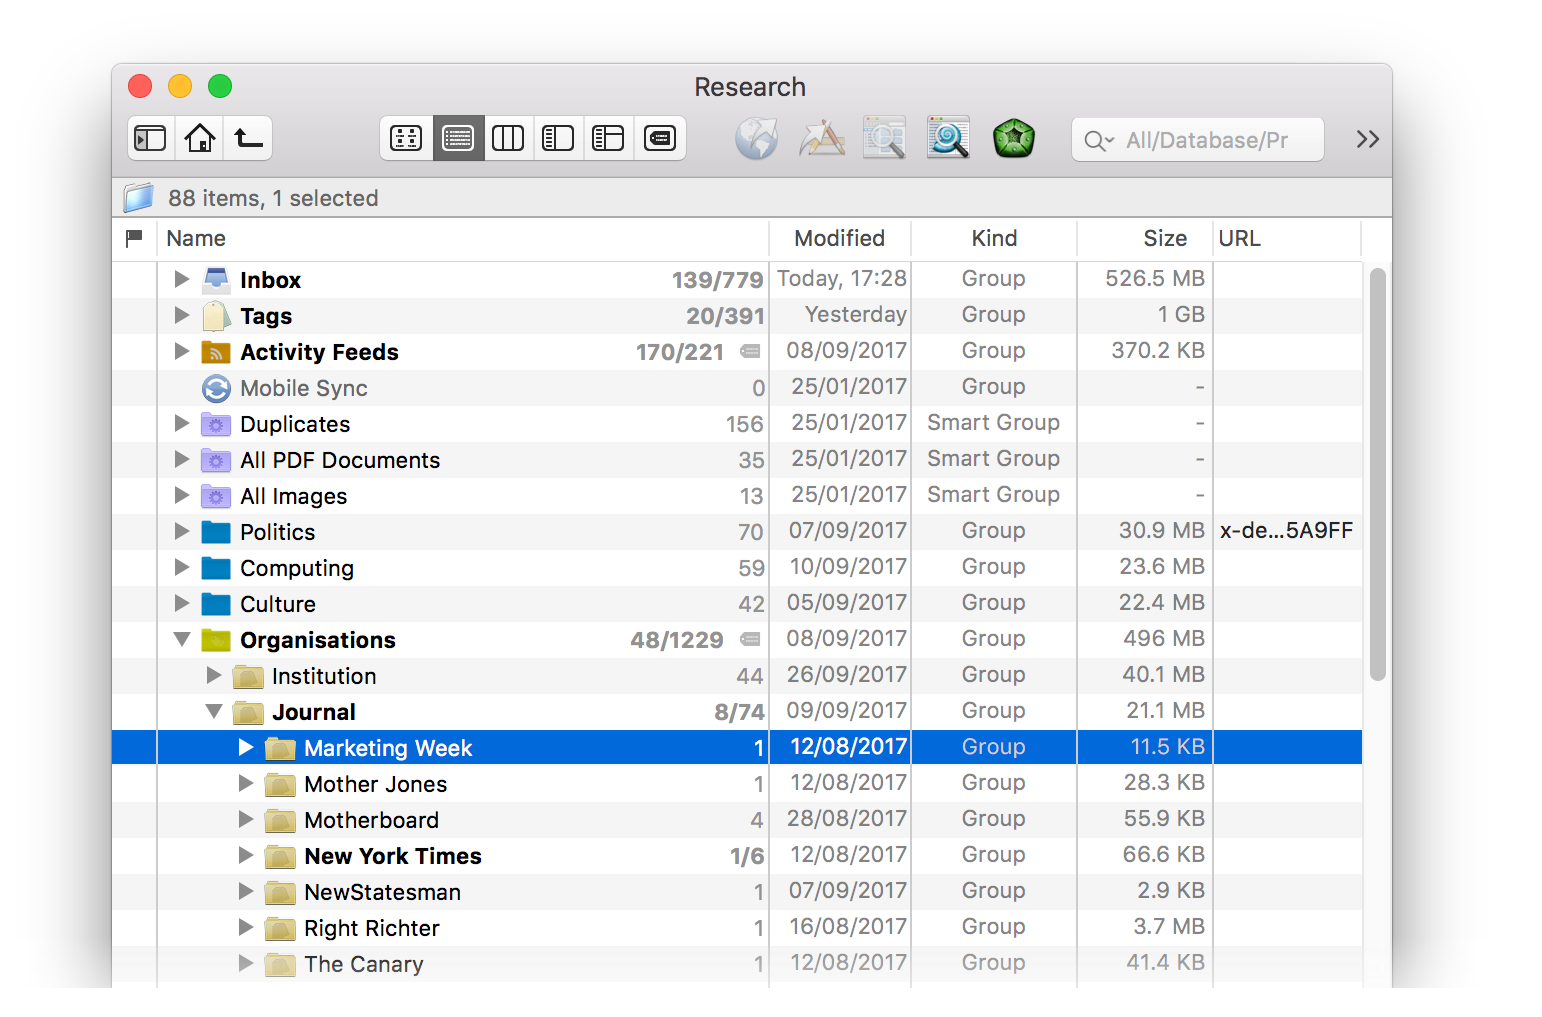 Research
All/Database/Pr
88 items, 1 selected
Name Modified Kind Size URL
Inbox 139/779 Today, 17:28 Group 526.5 MB
Tags 20/391 Yesterday Group 1 GB
Activity Feeds 170/221 08/09/2017 Group 370.2 KB
Mobile Sync 0 25/01/2017 Group -
Duplicates 156 25/01/2017 Smart Group -
All PDF Documents 35 25/01/2017 Smart Group -
All Images 13 25/01/2017 Smart Group -
Politics 70 07/09/2017 Group 30.9 MB x-de...5A9FF
Computing 59 10/09/2017 Group 23.6 MB
Culture 42 05/09/2017 Group 22.4 MB
Organisations 48/1229 08/09/2017 Group 496 MB
Institution 44 26/09/2017 Group 40.1 MB
Journal 8/74 09/09/2017 Group 21.1 MB
Marketing Week 1 12/08/2017 Group 11.5 KB
Mother Jones 1 12/08/2017 Group 28.3 KB
Motherboard 4 28/08/2017 Group 55.9 KB
New York Times 1/6 12/08/2017 Group 66.6 KB
NewStatesman 1 07/09/2017 Group 2.9 KB
Right Richter 1 16/08/2017 Group 3.7 MB
The Canary 1 12/08/2017 Group 41.4 KB